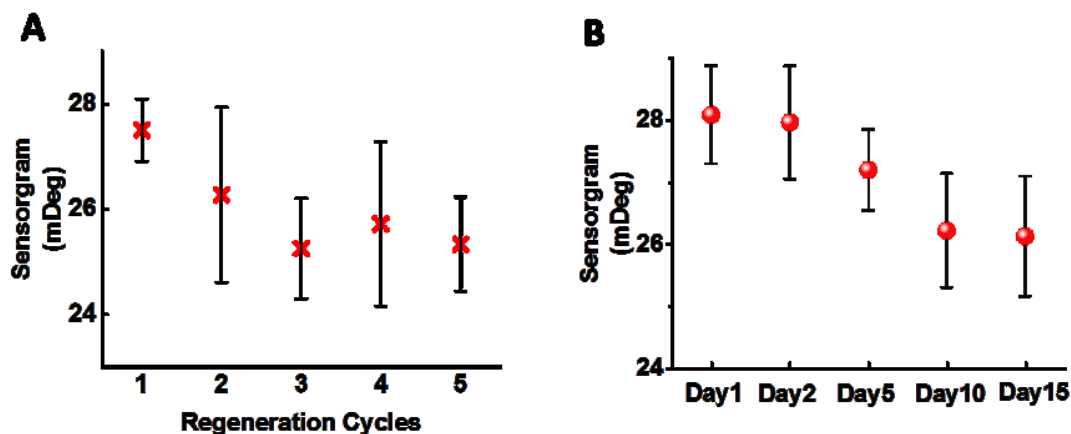 A
Sensorgram
(mDeg)
28
26
24
1 2 3 4 5
Regeneration Cycles
B
Sensorgram
(mDeg)
28
26
24
Day1 Day2 Day5 Day10 Day15